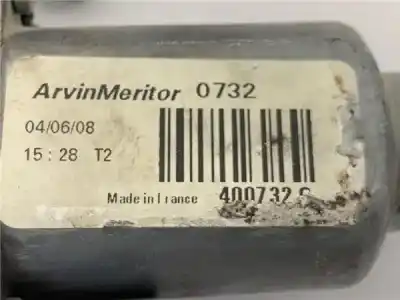 ArvinMeritor 0732
04/06/08
15:28 T2
Made in France 400732